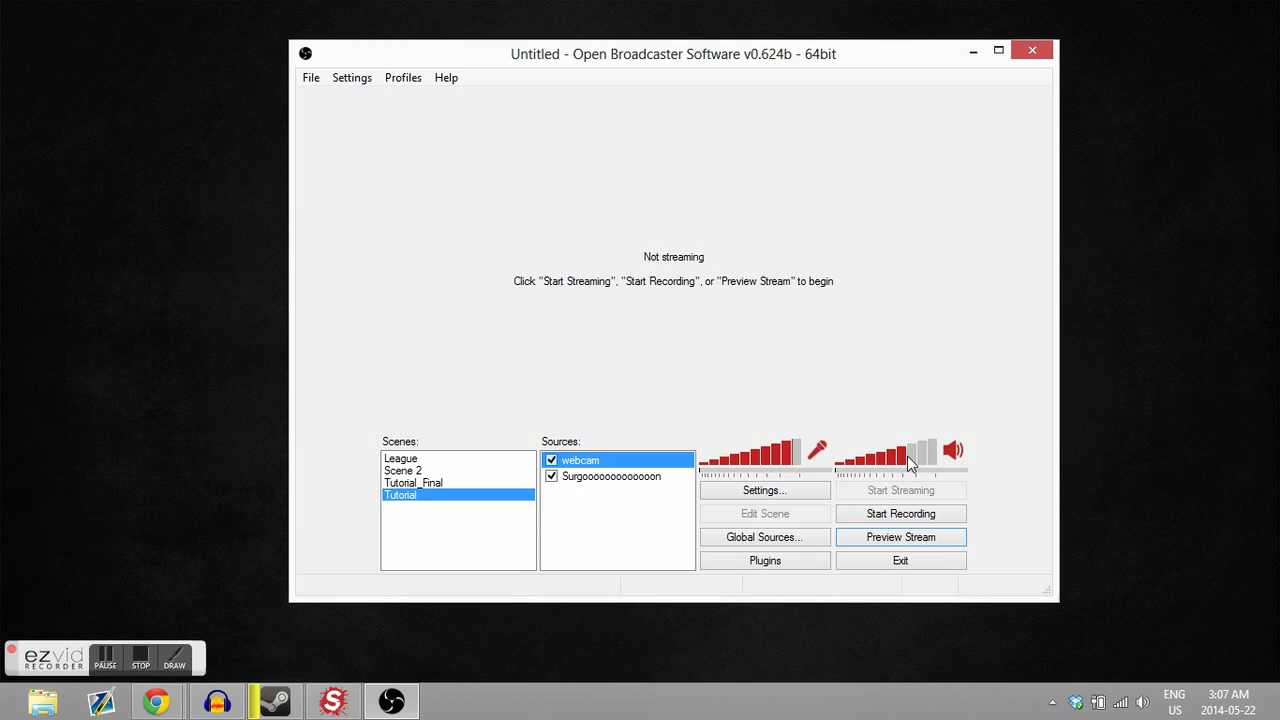 Untitled - Open Broadcaster Software v0.624b - 64bit
File Settings Profiles Help
Not streaming
Click "Start Streaming", "Start Recording", or "Preview Stream" to begin
Scenes:
League
Scene 2
Tutorial_Final
Tutorial
Sources:
webcam
Surgoooooooooooooon
Settings...
Start Streaming
Edit Scene
Start Recording
Global Sources...
Preview Stream
Plugins
Exit
ezvid
RECORDER
PAUSE
STOP
DRAW
S
ENG
US
3:07 AM
2014-05-22